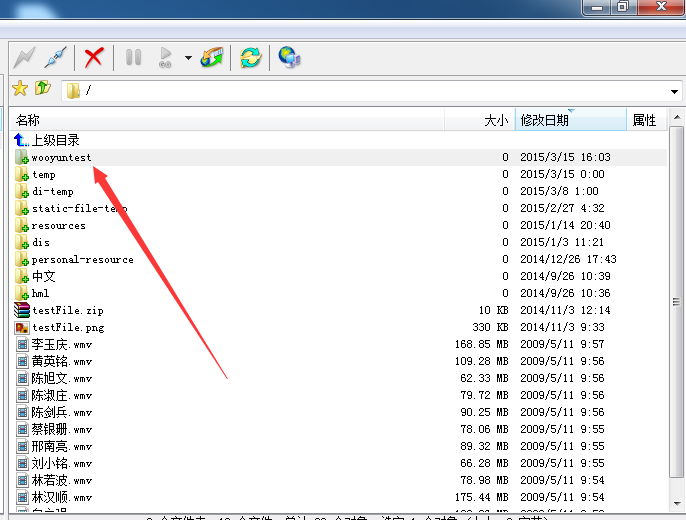 GO
/
名称 大小 修改日期 属性
上级目录
wooyuntest 0 2015/3/15 16:03
temp 0 2015/3/15 0:00
di-temp 0 2015/3/8 1:00
static-file-temp 0 2015/2/27 4:32
resources 0 2015/1/14 20:40
dis 0 2015/1/3 11:21
personal-resource 0 2014/12/26 17:43
中文 0 2014/9/26 10:39
hml 0 2014/9/26 10:36
testFile.zip 10 KB 2014/11/3 12:14
testFile.png 330 KB 2014/11/3 9:33
李玉庆.wmv 168.85 MB 2009/5/11 9:57
黄英铭.wmv 109.28 MB 2009/5/11 9:56
陈旭文.wmv 62.33 MB 2009/5/11 9:56
陈淑庄.wmv 79.72 MB 2009/5/11 9:56
陈剑兵.wmv 90.25 MB 2009/5/11 9:56
蔡银珊.wmv 78.06 MB 2009/5/11 9:55
邢南亮.wmv 89.32 MB 2009/5/11 9:55
刘小铭.wmv 66.28 MB 2009/5/11 9:55
林若波.wmv 78.98 MB 2009/5/11 9:54
林汉顺.wmv 175.44 MB 2009/5/11 9:54